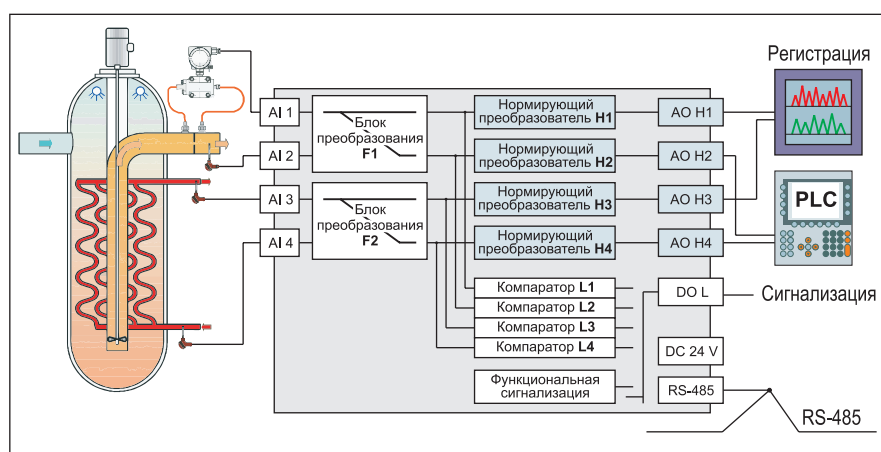 Регистрация
AI 1
Блок
преобразования
F1
Нормирующий
преобразователь H1
AO H1
AI 2
Нормирующий
преобразователь H2
AO H2
AI 3
Блок
преобразования
F2
Нормирующий
преобразователь H3
AO H3
PLC
AI 4
Нормирующий
преобразователь H4
AO H4
Компаратор L1
Компаратор L2
Компаратор L3
Компаратор L4
DO L
Сигнализация
DC 24 V
Функциональная
сигнализация
RS-485
RS-485